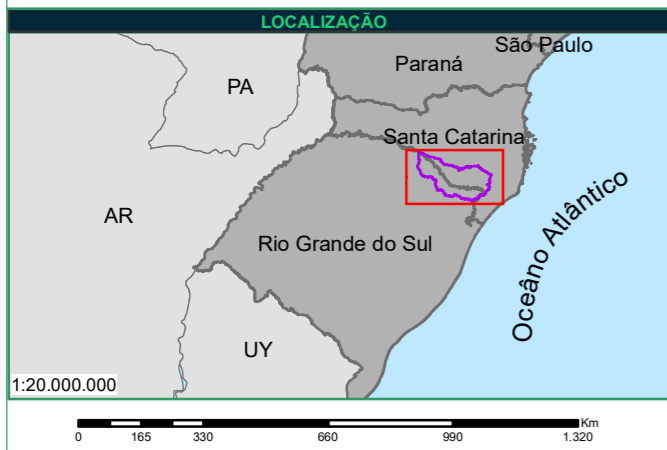 LOCALIZAÇÃO
São Paulo
Paraná
PA
Santa Catarina
AR
Rio Grande do Sul
Oceâno Atlântico
UY
1:20.000.000
Km
0 165 330 660 990 1.320